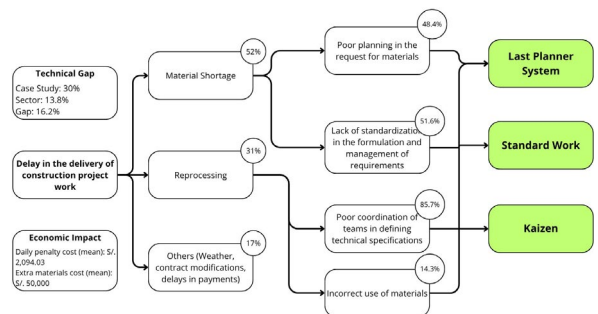 Technical Gap
Case Study: 30%
Sector: 13.8%
Gap: 16.2%
Delay in the delivery of
construction project
work
Economic Impact
Daily penalty cost (mean): S/.
2,094.03
Extra materials cost (mean):
S/. 50,000
52%
Material Shortage
31%
Reprocessing
17%
Others (Weather,
contract modifications,
delays in payments)
48.4%
Poor planning in the
request for materials
51.6%
Lack of standardization
in the formulation and
management of
requirements
85.7%
Poor coordination of
teams in defining
technical specifications
14.3%
Incorrect use of materials
Last Planner
System
Standard Work
Kaizen